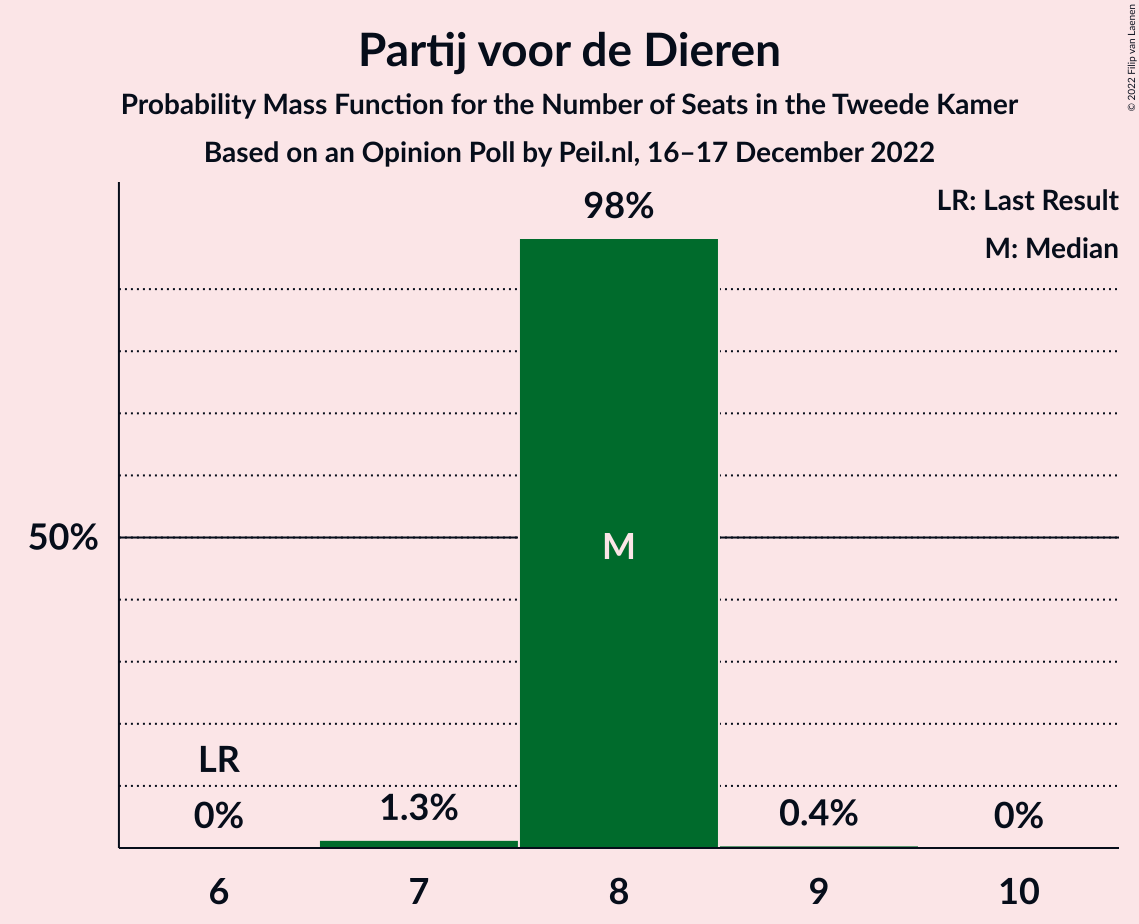 Partij voor de Dieren
Probability Mass Function for the Number of Seats in the Tweede Kamer
Based on an Opinion Poll by Peil.nl, 16–17 December 2022
© 2022 Filip van Laenen
LR: Last Result
M: Median
98%
50%
M
LR
0%
1.3%
0.4%
0%
6 7 8 9 10